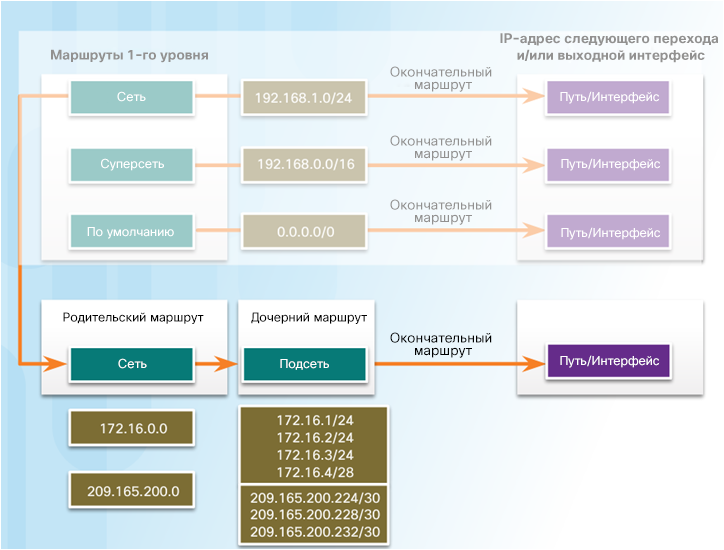 Маршруты 1-го уровня
IP-адрес следующего перехода
и/или выходной интерфейс
Сеть
192.168.1.0/24
Окончательный
маршрут
Путь/Интерфейс
Суперсеть
192.168.0.0/16
Окончательный
маршрут
Путь/Интерфейс
По умолчанию
0.0.0.0/0
Окончательный
маршрут
Путь/Интерфейс
Родительский маршрут
Дочерний маршрут
Сеть
Подсеть
Окончательный
маршрут
Путь/Интерфейс
172.16.0.0
172.16.1/24
172.16.2/24
172.16.3/24
172.16.4/28
209.165.200.0
209.165.200.224/30
209.165.200.228/30
209.165.200.232/30